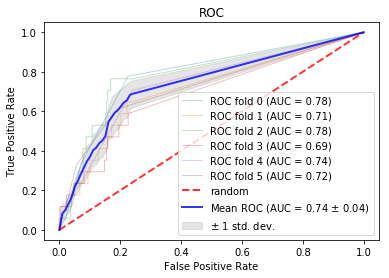 ROC
True Positive Rate
1.0
0.8
0.6
0.4
0.2
0.0
ROC fold 0 (AUC = 0.78)
ROC fold 1 (AUC = 0.71)
ROC fold 2 (AUC = 0.78)
ROC fold 3 (AUC = 0.69)
ROC fold 4 (AUC = 0.74)
ROC fold 5 (AUC = 0.72)
random
Mean ROC (AUC = 0.74 ± 0.04)
± 1 std. dev.
0.0 0.2 0.4 0.6 0.8 1.0
False Positive Rate